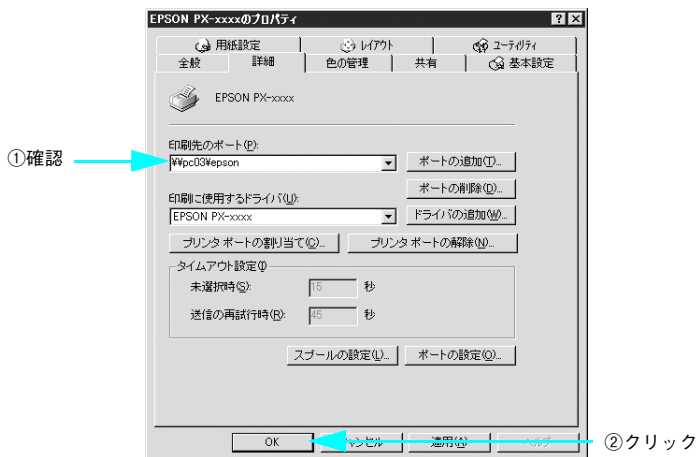 EPSON PX-xxxxのプロパティ
用紙設定 レイアウト ユーティリティ
全般 詳細 色の管理 共有 基本設定
EPSON PX-xxxx
印刷先のポート(P):
①確認
¥¥pc03¥epson ポートの追加(T)...
ポートの削除(D)...
印刷に使用するドライバ(U):
EPSON PX-xxxx ドライバの追加(W)...
プリンタ ポートの割り当て(C)... プリンタ ポートの解除(N)...
タイムアウト設定(I)
未選択時(S): 15 秒
送信の再試行時(R): 45 秒
スプールの設定(L)... ポートの設定(O)...
OK キャンセル 適用(A) ヘルプ
②クリック